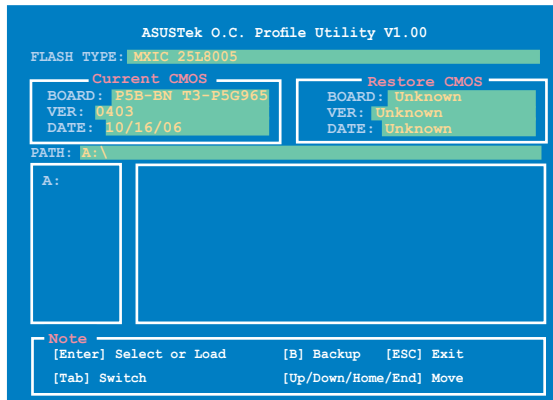 ASUSTek O.C. Profile Utility V1.00
FLASH TYPE: MXIC 25L8005
Current CMOS
BOARD: P5B-BN T3-P5G965
VER: 0403
DATE: 10/16/06
Restore CMOS
BOARD: Unknown
VER: Unknown
DATE: Unknown
PATH: A:\
A:
Note
[Enter] Select or Load [B] Backup [ESC] Exit
[Tab] Switch [Up/Down/Home/End] Move